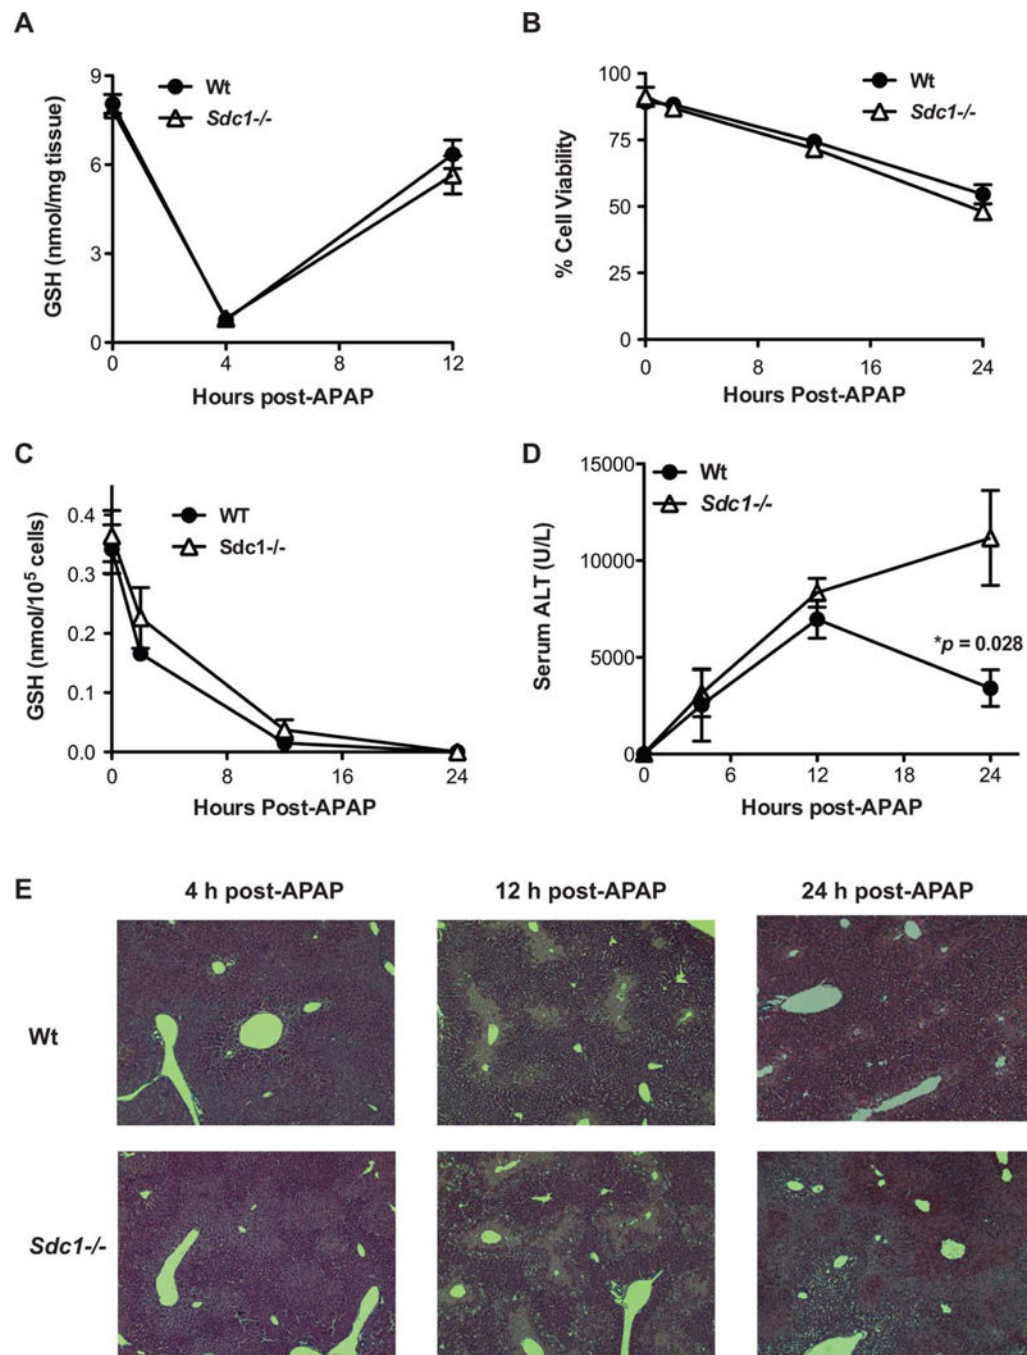 A
Wt
Sdc1-/-
GSH (nmol/mg tissue)
9
6
3
0
0 4 8 12
Hours post-APAP
B
Wt
Sdc1-/-
% Cell Viability
100
75
50
25
0
0 8 16 24
Hours Post-APAP
C
WT
Sdc1-/-
GSH (nmol/10⁵ cells)
0.4
0.3
0.2
0.1
0.0
0 8 16 24
Hours Post-APAP
D
Wt
Sdc1-/-
Serum ALT (U/L)
15000
10000
5000
0
*p = 0.028
0 6 12 18 24
Hours post-APAP
E
4 h post-APAP 12 h post-APAP 24 h post-APAP
Wt
Sdc1-/-